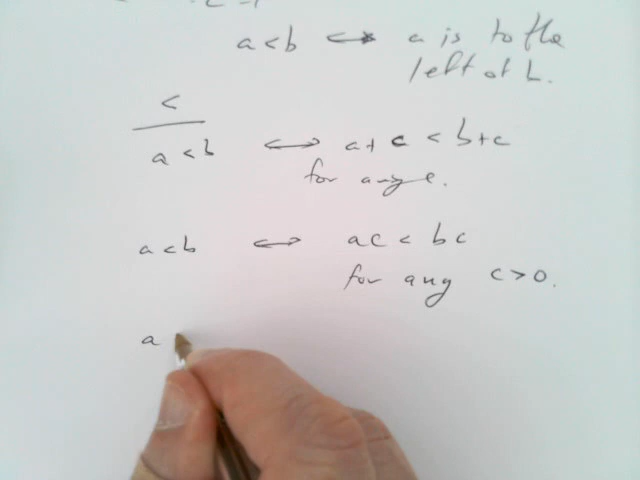 a < b ⟷ a is to the
left of b.
<
a < b ⟷ a + c < b + c
for any c.
a < b ⟷ ac < bc
for any c > 0.
a